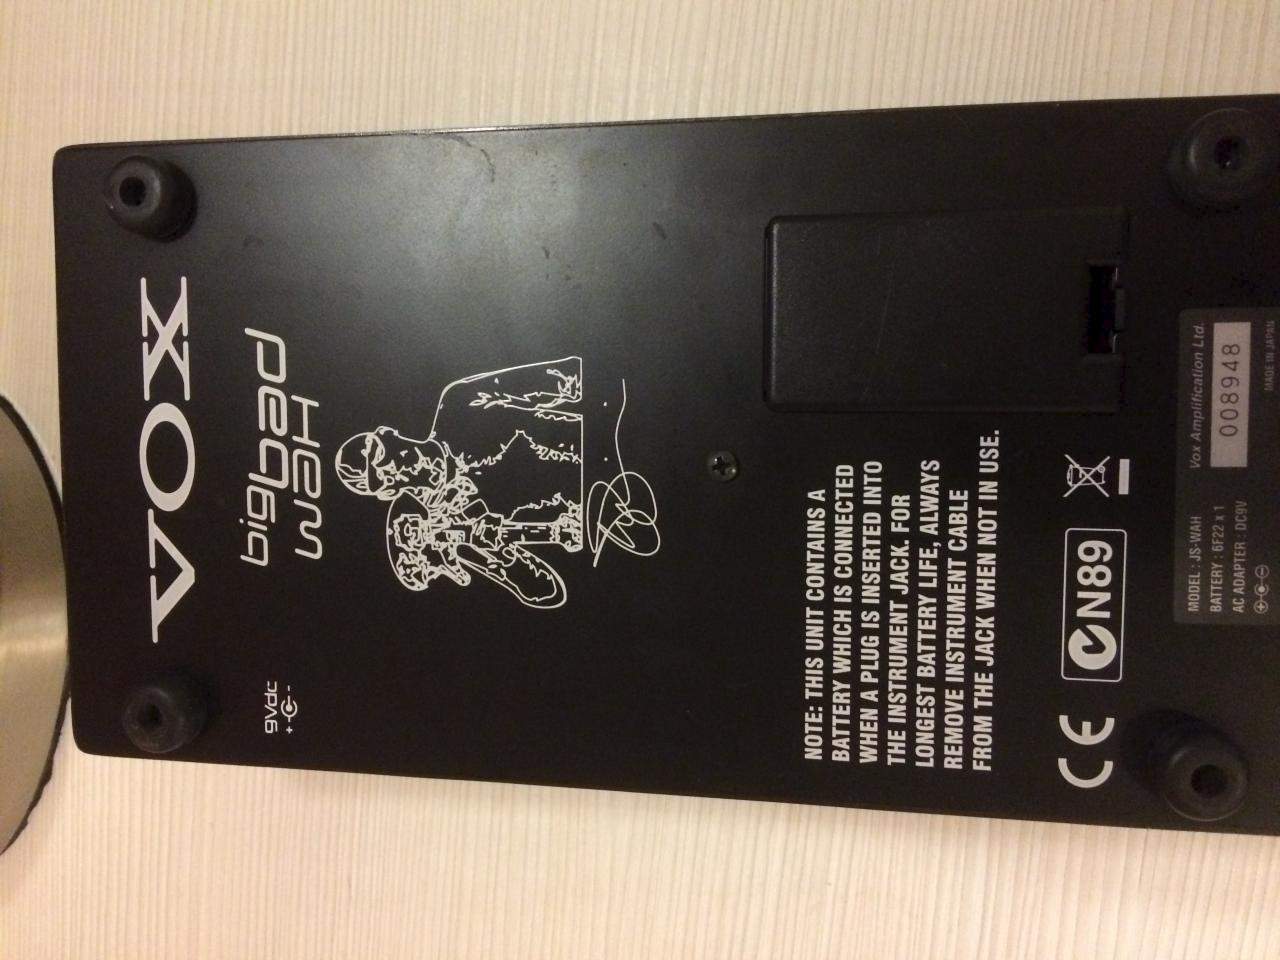 VOX
bigbad
waH
9Vdc
+ -
NOTE: THIS UNIT CONTAINS A
BATTERY WHICH IS CONNECTED
WHEN A PLUG IS INSERTED INTO
THE INSTRUMENT JACK. FOR
LONGEST BATTERY LIFE, ALWAYS
REMOVE INSTRUMENT CABLE
FROM THE JACK WHEN NOT IN USE.
CE
N89
MODEL : JS-WAH
BATTERY : 6F22 x 1
AC ADAPTER : DC9V
Vox Amplification Ltd.
008948
MADE IN JAPAN